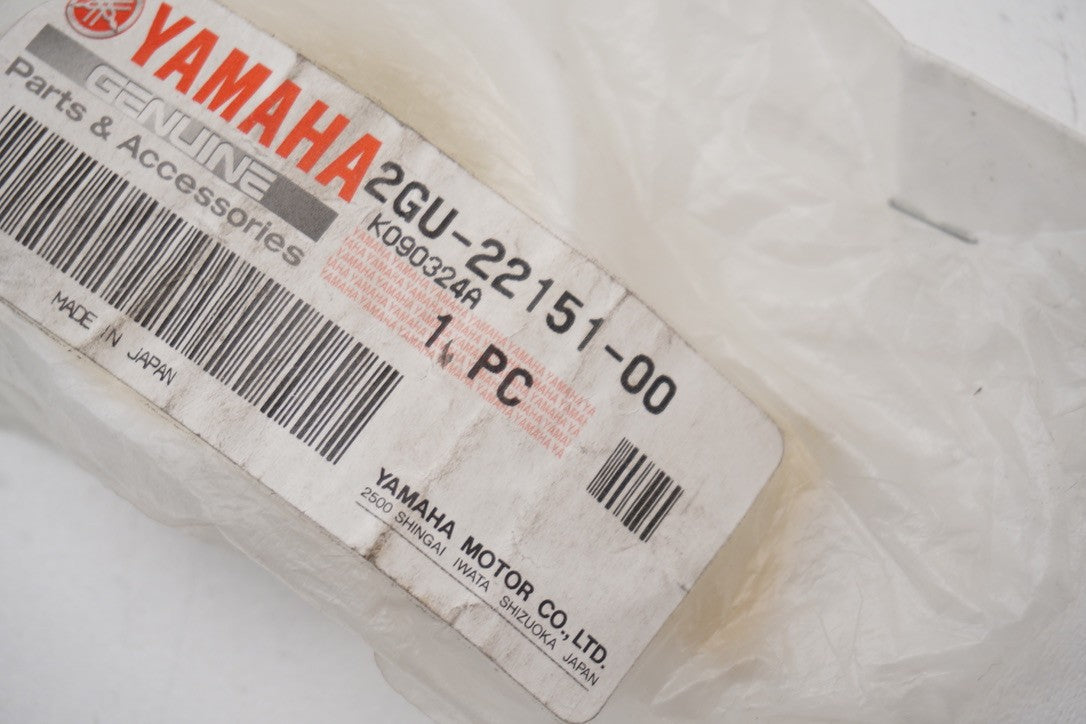 YAMAHA
GENUINE
Parts & Accessories
2GU-22151-00
K090324A
1 PC
MADE IN JAPAN
YAMAHA MOTOR CO., LTD.
2500 SHINGAI IWATA SHIZUOKA JAPAN